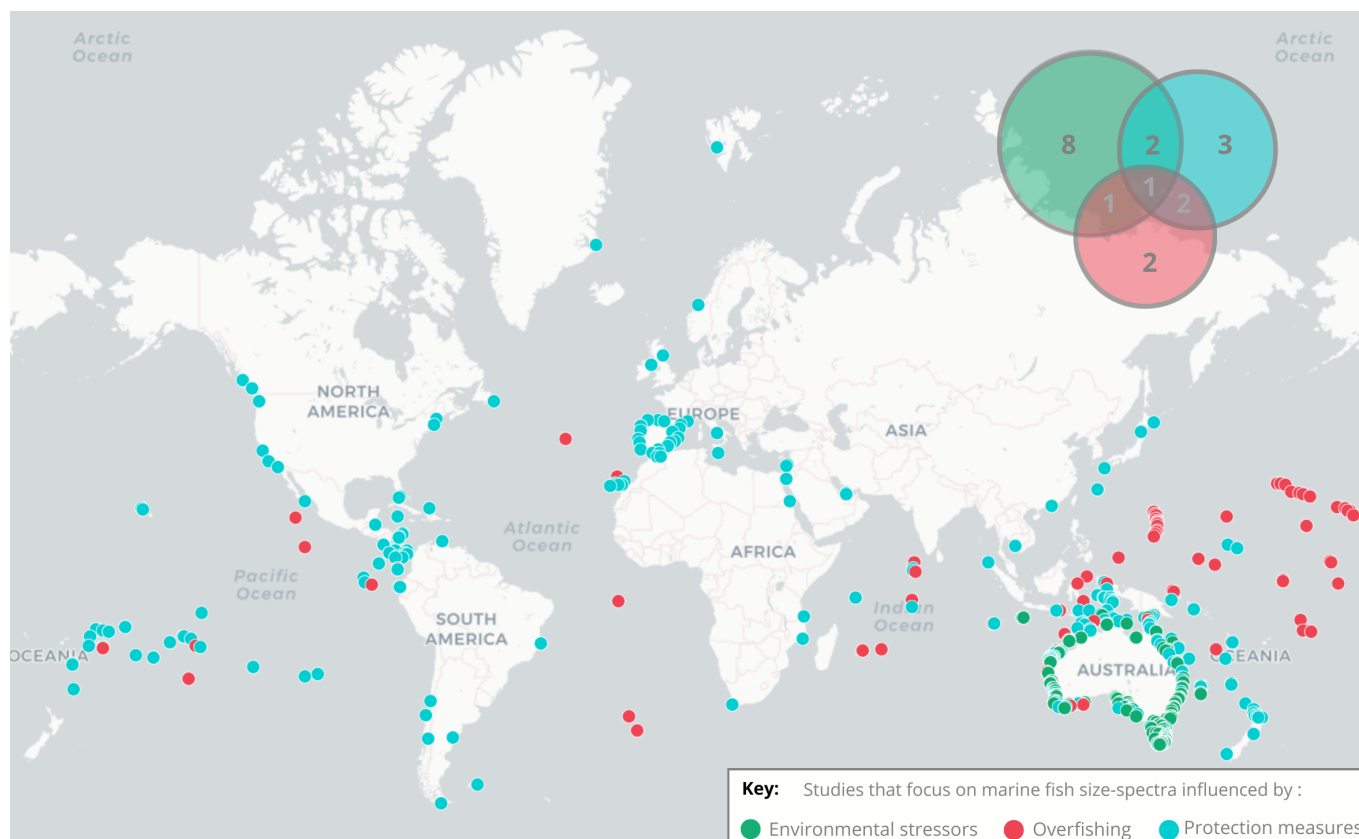 Arctic
Ocean
Arctic
Ocean
8
2
3
1
1
2
2
NORTH
AMERICA
EUROPE
ASIA
Atlantic
Ocean
AFRICA
Pacific
Ocean
Indian
Ocean
SOUTH
AMERICA
OCEANIA
AUSTRALIA
OCEANIA
Key: Studies that focus on marine fish size-spectra influenced by :
Environmental stressors Overfishing Protection measures